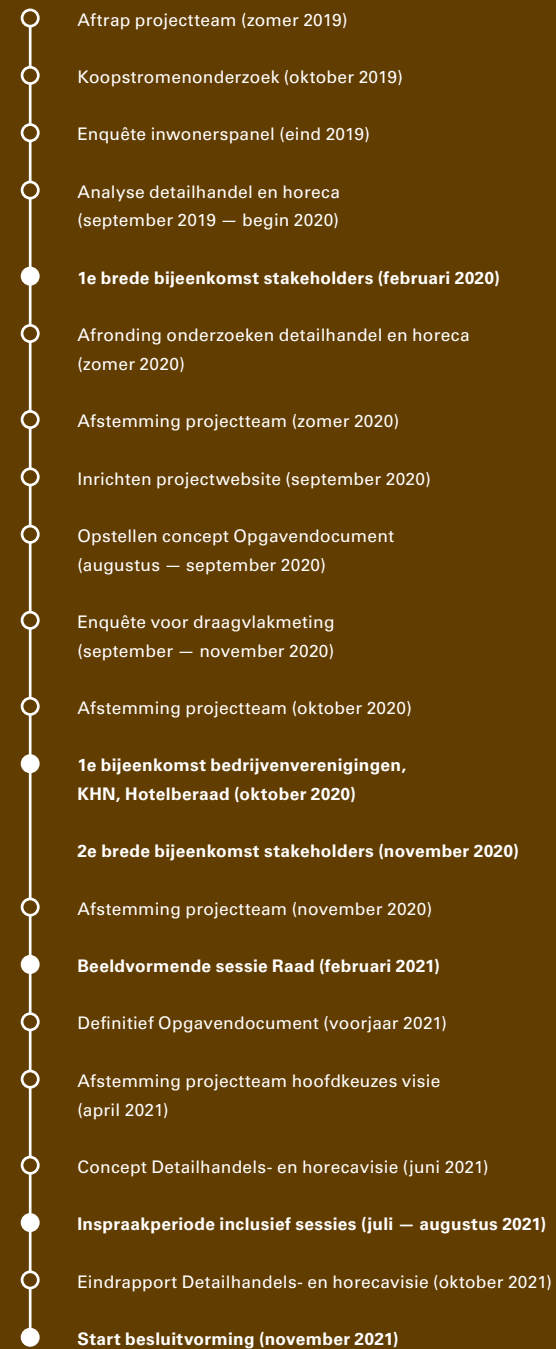 Aftrap projectteam (zomer 2019)
Koopstromenonderzoek (oktober 2019)
Enquête inwonerspanel (eind 2019)
Analyse detailhandel en horeca
(september 2019 — begin 2020)
1e brede bijeenkomst stakeholders (februari 2020)
Afronding onderzoeken detailhandel en horeca
(zomer 2020)
Afstemming projectteam (zomer 2020)
Inrichten projectwebsite (september 2020)
Opstellen concept Opgavendocument
(augustus — september 2020)
Enquête voor draagvlakmeting
(september — november 2020)
Afstemming projectteam (oktober 2020)
1e bijeenkomst bedrijvenverenigingen,
KHN, Hotelberaad (oktober 2020)
2e brede bijeenkomst stakeholders (november 2020)
Afstemming projectteam (november 2020)
Beeldvormende sessie Raad (februari 2021)
Definitief Opgavendocument (voorjaar 2021)
Afstemming projectteam hoofdkeuzes visie
(april 2021)
Concept Detailhandels- en horecavisie (juni 2021)
Inspraakperiode inclusief sessies (juli — augustus 2021)
Eindrapport Detailhandels- en horecavisie (oktober 2021)
Start besluitvorming (november 2021)